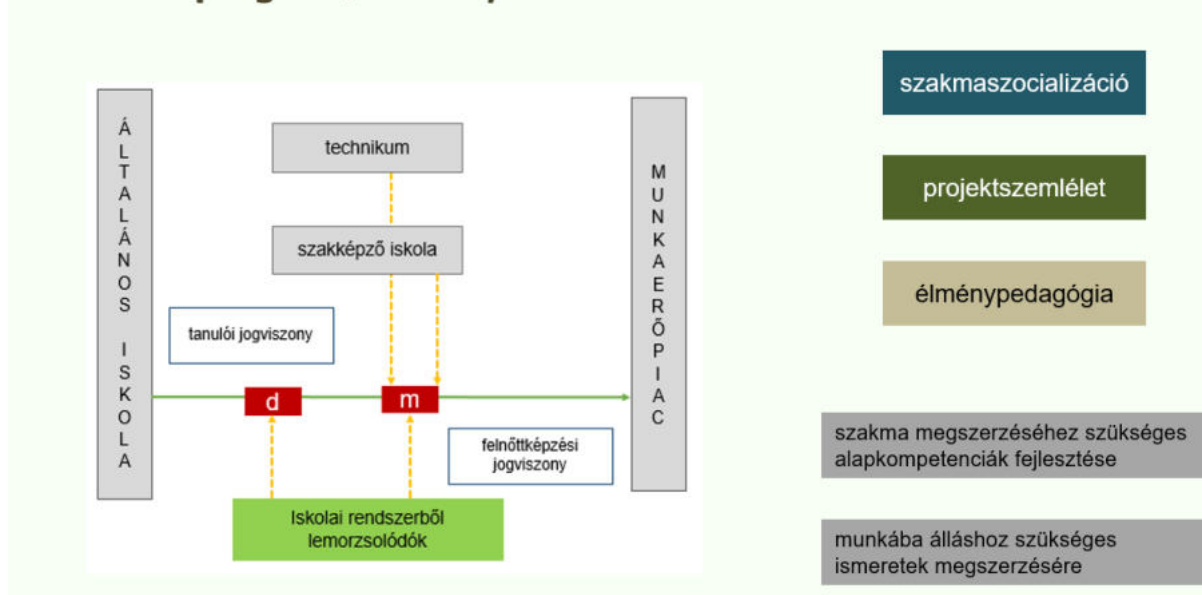 technikum
szakképző iskola
tanulói jogviszony
ÁLTALÁNOS ISKOLA
d
m
MUNKAERŐPIAC
felnőttképzési
jogviszony
Iskolai rendszerből
lemorzsolódók
szakmaszocializáció
projektszemlélet
élménypedagógia
szakma megszerzéséhez szükséges
alapkompetenciák fejlesztése
munkába álláshoz szükséges
ismeretek megszerzésére